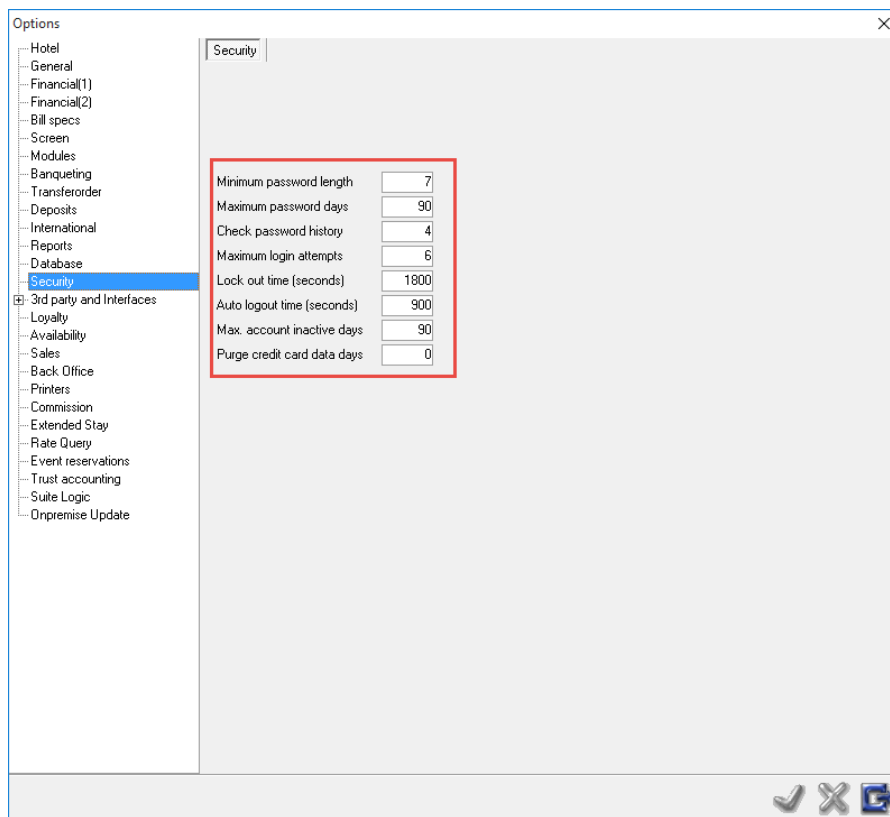 Options
Hotel
General
Financial(1)
Financial(2)
Bill specs
Screen
Modules
Banqueting
Transferorder
Deposits
International
Reports
Database
Security
3rd party and Interfaces
Loyalty
Availability
Sales
Back Office
Printers
Commission
Extended Stay
Rate Query
Event reservations
Trust accounting
Suite Logic
Onpremise Update
Security
Minimum password length 7
Maximum password days 90
Check password history 4
Maximum login attempts 6
Lock out time (seconds) 1800
Auto logout time (seconds) 900
Max. account inactive days 90
Purge credit card data days 0